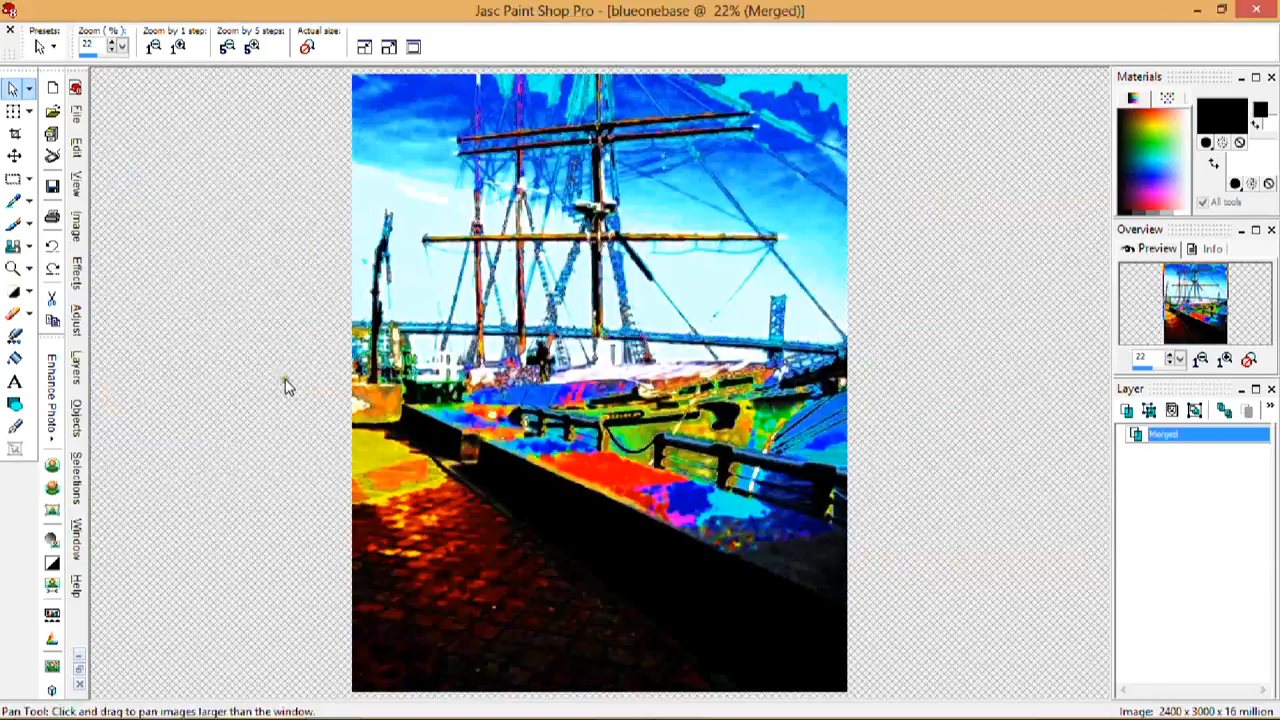 Jasc Paint Shop Pro - [blueonebase @ 22% (Merged)]
Presets:
Zoom ( % ):
Zoom by 1 step:
Zoom by 5 steps:
Actual size:
22
5
5
File
Edit
View
Image
Effects
Adjust
Layers
Objects
Selections
Window
Help
Enhance Photo
A
Materials
All tools
Overview
Preview
Info
22
Layer
Merged
Pan Tool: Click and drag to pan images larger than the window.
Image: 2400 x 3000 x 16 million